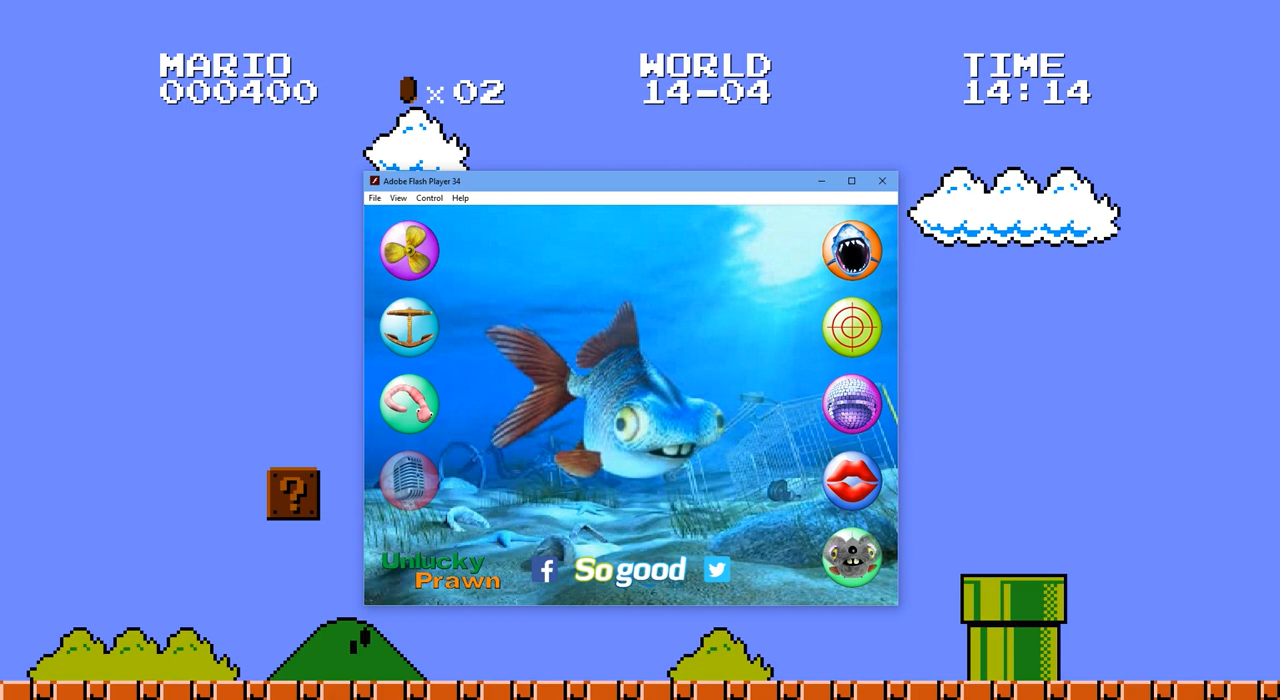 MARIO WORLD TIME
000400 x02 14-04 14:14
Adobe Flash Player 34
File View Control Help
?
Unlucky
Prawn
f
So good